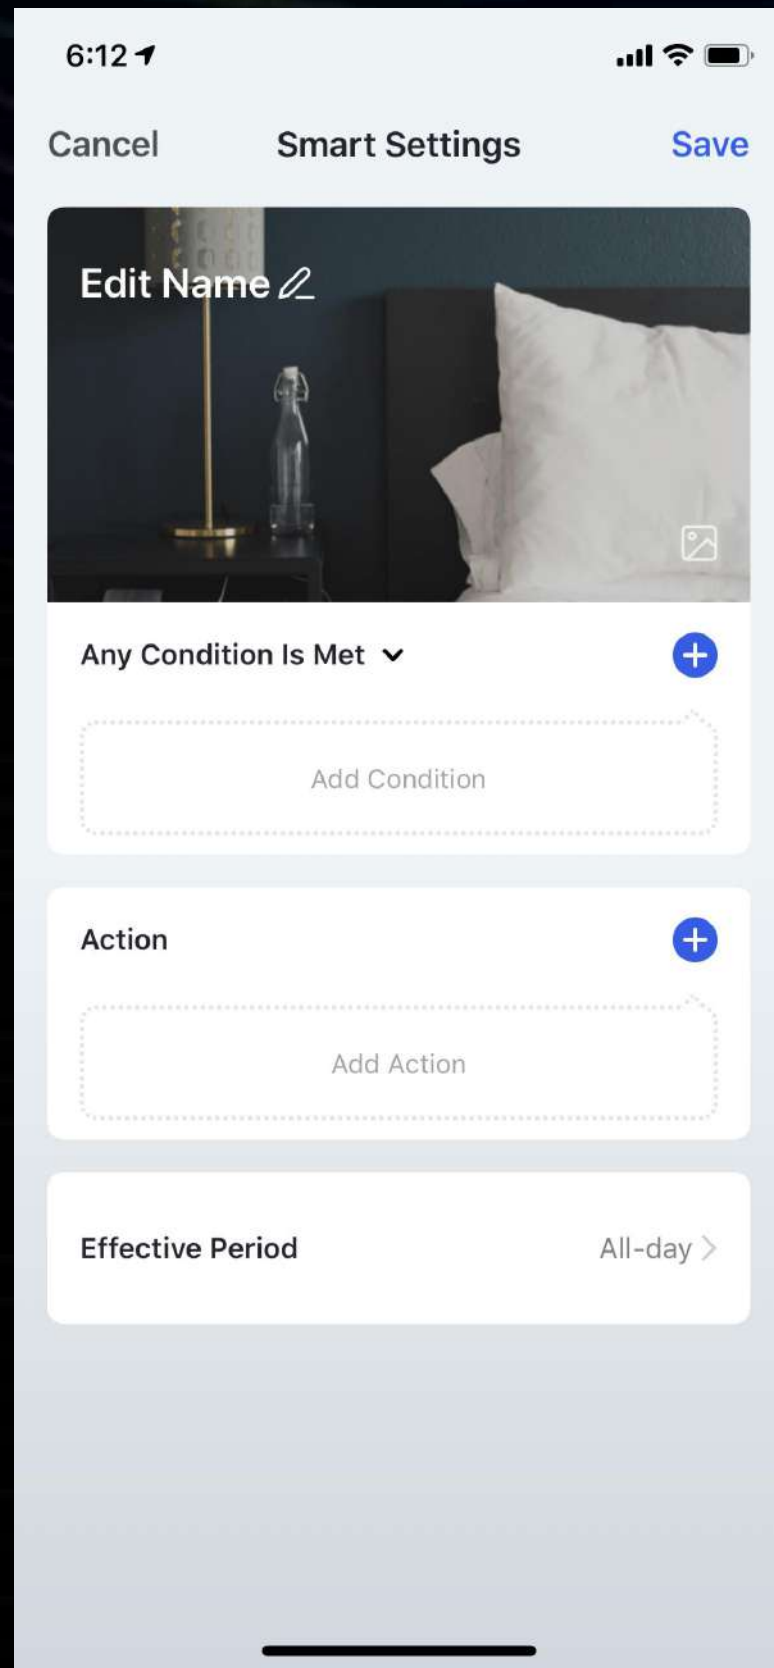 6:12
Cancel Smart Settings Save
Edit Name
Any Condition Is Met
Add Condition
Action
Add Action
Effective Period All-day